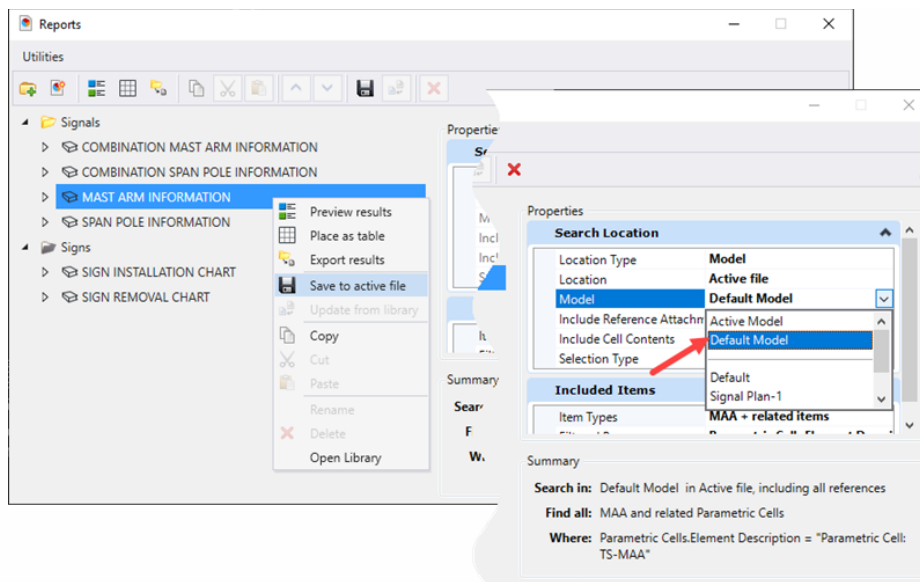 Reports
Utilities
Signals
COMBINATION MAST ARM INFORMATION
COMBINATION SPAN POLE INFORMATION
MAST ARM INFORMATION
SPAN POLE INFORMATION
Signs
SIGN INSTALLATION CHART
SIGN REMOVAL CHART
Preview results
Place as table
Export results
Save to active file
Update from library
Copy
Cut
Paste
Rename
Delete
Open Library
Summary
Properties
Search Location
Location Type Model
Location Active file
Model Default Model
Include Reference
Include Cell Contents
Selection Type
Active Model
Default Model
Default
Signal Plan-1
Included Items
Item Types MAA + related items
Summary
Search in: Default Model in Active file, including all references
Find all: MAA and related Parametric Cells
Where: Parametric Cells.Element Description = "Parametric Cell:
TS-MAA"